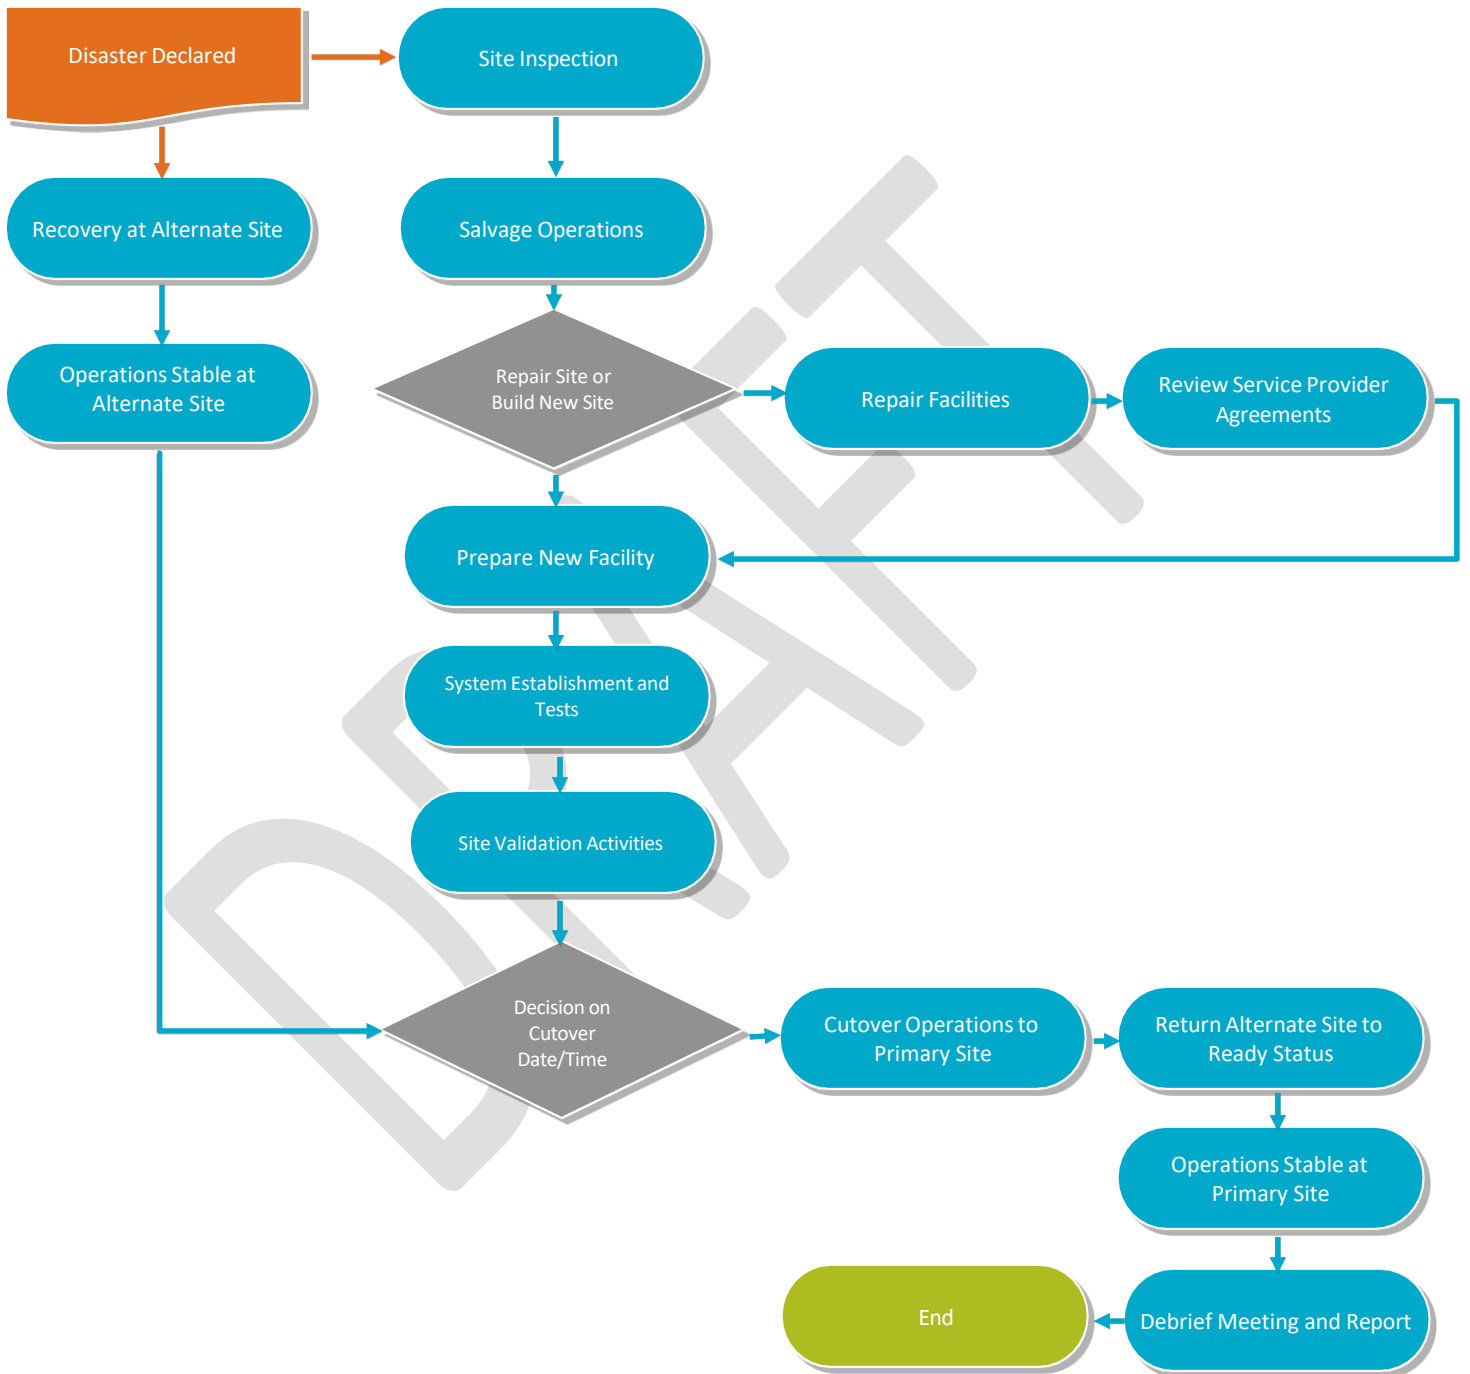 Disaster Declared
Site Inspection
Recovery at Alternate Site
Salvage Operations
Operations Stable at
Alternate Site
Repair Site or
Build New Site
Repair Facilities
Review Service Provider
Agreements
Prepare New Facility
System Establishment and
Tests
Site Validation Activities
Decision on
Cutover
Date/Time
Cutover Operations to
Primary Site
Return Alternate Site to
Ready Status
Operations Stable at
Primary Site
Debrief Meeting and Report
End
DRAFT